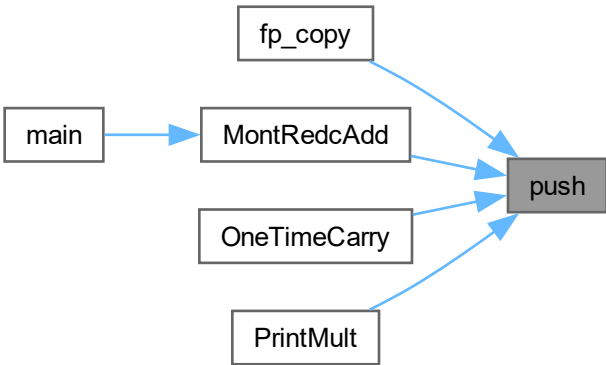 fp_copy
main
MontRedcAdd
push
OneTimeCarry
PrintMult